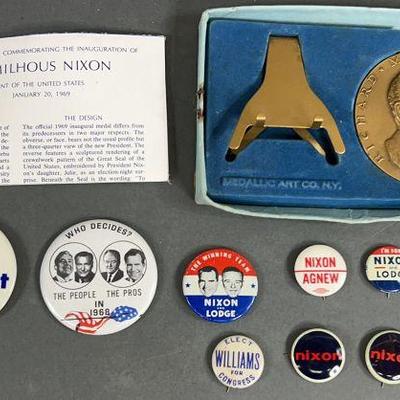 COMMEMORATING THE INAUGURATION OF
MILHOUS NIXON
ENT OF THE UNITED STATES
JANUARY 20, 1969
THE DESIGN
The official 1969 inaugural medal differs from
its predecessors in two major respects. The
obverse, or face, bears not the usual profile but
a three-quarter view of the new President. The
reverse features a sculptured rendering of a
crewelwork pattern of the Great Seal of the
United States, embroidered by President Nix-
on's daughter, Julie, as an election-night sur-
prise. Beneath the Seal is the wording, "To
MEDALLIC ART CO. N.Y.
RICHARD
WHO DECIDES?
THE PEOPLE THE PROS
IN
1968
THE WINNING TEAM
NIXON
and
LODGE
NIXON
AGNEW
I'M FOR
NIXO
LODGE
ELECT
WILLIAMS
FOR
CONGRESS
nixon
nixo